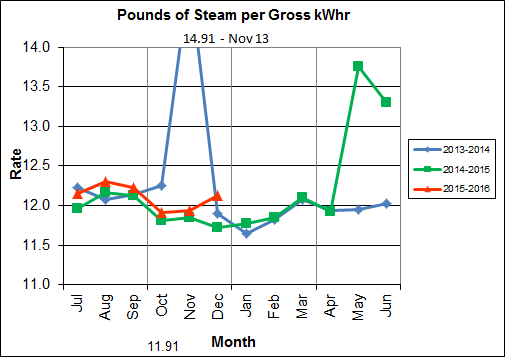 Pounds of Steam per Gross kWhr
14.91 - Nov 13
14.0
13.5
13.0
12.5
12.0
11.5
11.0
Rate
Jul
Aug
Sep
Oct
Nov
Dec
Jan
Feb
Mar
Apr
May
Jun
11.91
Month
2013-2014
2014-2015
2015-2016